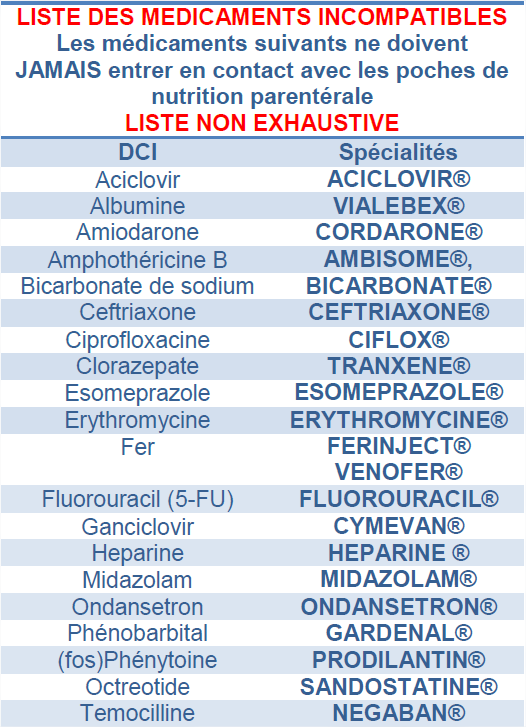 LISTE DES MEDICAMENTS INCOMPATIBLES
Les médicaments suivants ne doivent
JAMAIS entrer en contact avec les poches de
nutrition parentérale
LISTE NON EXHAUSTIVE
DCI Spécialités
Aciclovir ACICLOVIR®
Albumine VIALEBEX®
Amiodarone CORDARONE®
Amphothéricine B AMBISOME®,
Bicarbonate de sodium BICARBONATE®
Ceftriaxone CEFTRIAXONE®
Ciprofloxacine CIFLOX®
Clorazepate TRANXENE®
Esomeprazole ESOMEPRAZOLE®
Erythromycine ERYTHROMYCINE®
Fer FERINJECT®
VENOFER®
Fluorouracil (5-FU) FLUOROURACIL®
Ganciclovir CYMEVAN®
Heparine HEPARINE ®
Midazolam MIDAZOLAM®
Ondansetron ONDANSETRON®
Phénobarbital GARDENAL®
(fos)Phénytoine PRODILANTIN®
Octreotide SANDOSTATINE®
Temocilline NEGABAN®